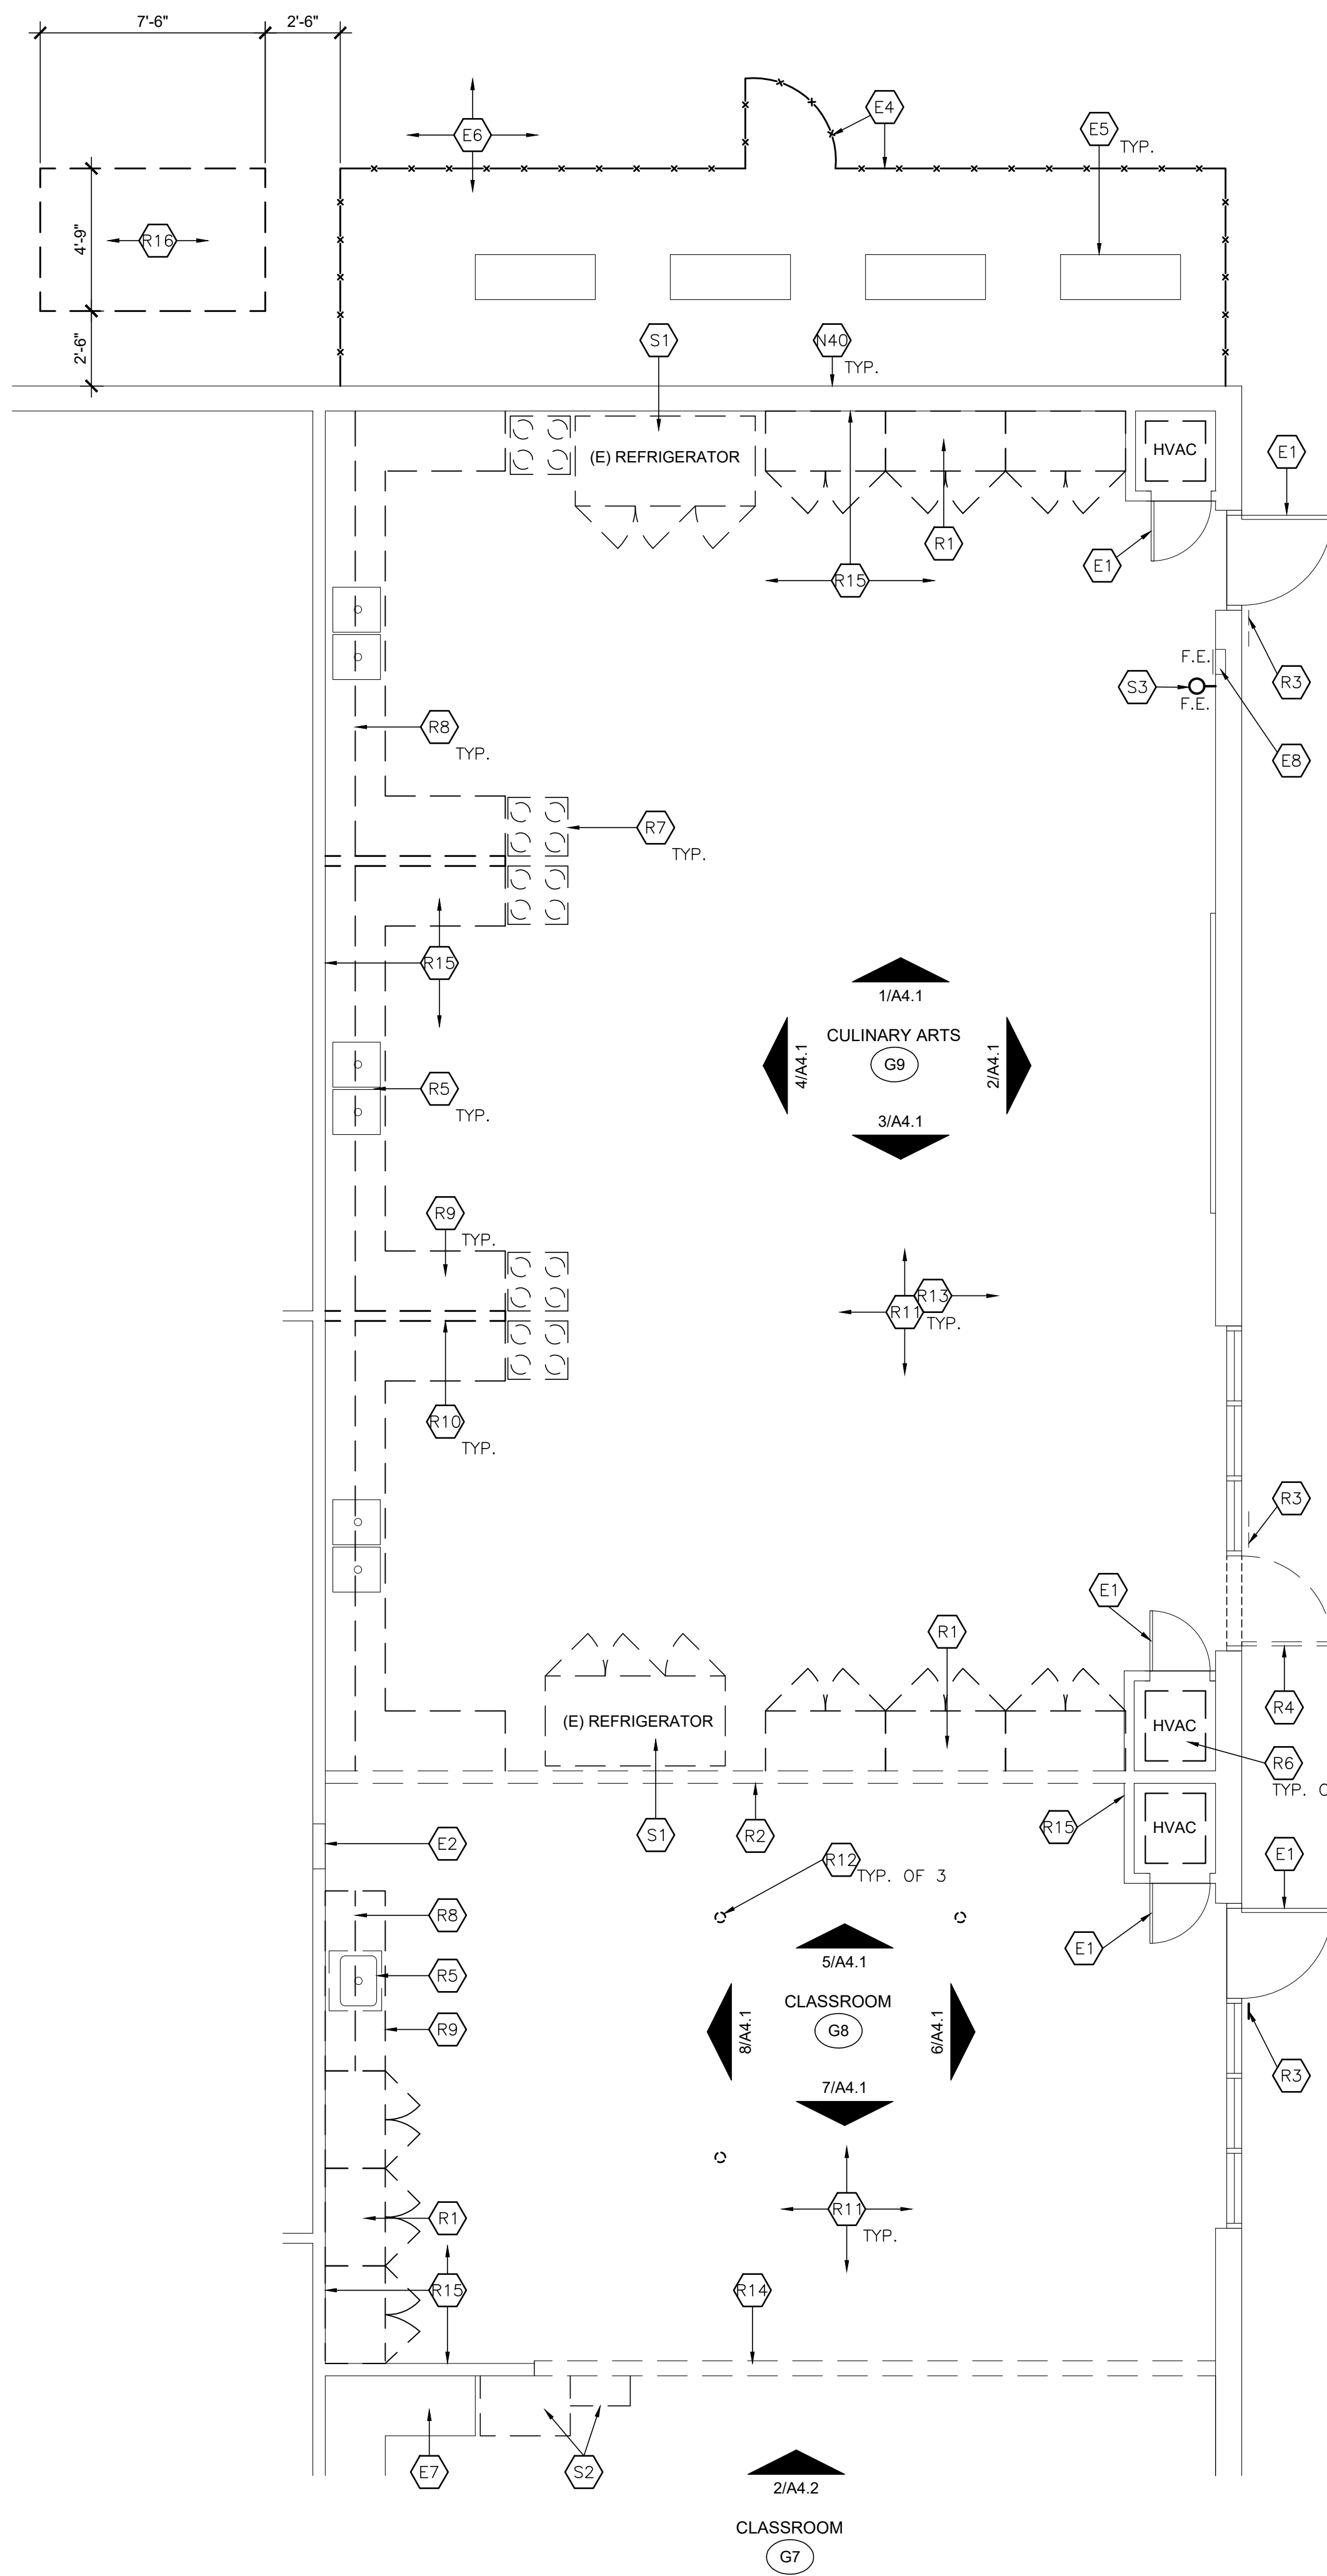 7'-6"
2'-6"
E4
E5
TYP.
E6
4'-9"
R16
2'-6"
S1
N40
TYP.
(E) REFRIGERATOR
HVAC
E1
R1
E1
R15
F.E.
R3
S3
F.E.
R8
TYP.
E8
R7
TYP.
R15
1/A4.1
CULINARY ARTS
4/A4.1
G9
2/A4.1
R5
TYP.
3/A4.1
R9
TYP.
R13
R11
TYP.
R10
TYP.
R3
E1
R1
(E) REFRIGERATOR
HVAC
R4
R6
TYP. O
S1
R2
R15
HVAC
E2
R12
TYP. OF 3
E1
R8
E1
5/A4.1
R5
CLASSROOM
8/A4.1
G8
6/A4.1
R9
R3
7/A4.1
R1
R11
TYP.
R15
R14
E7
S2
2/A4.2
CLASSROOM
G7